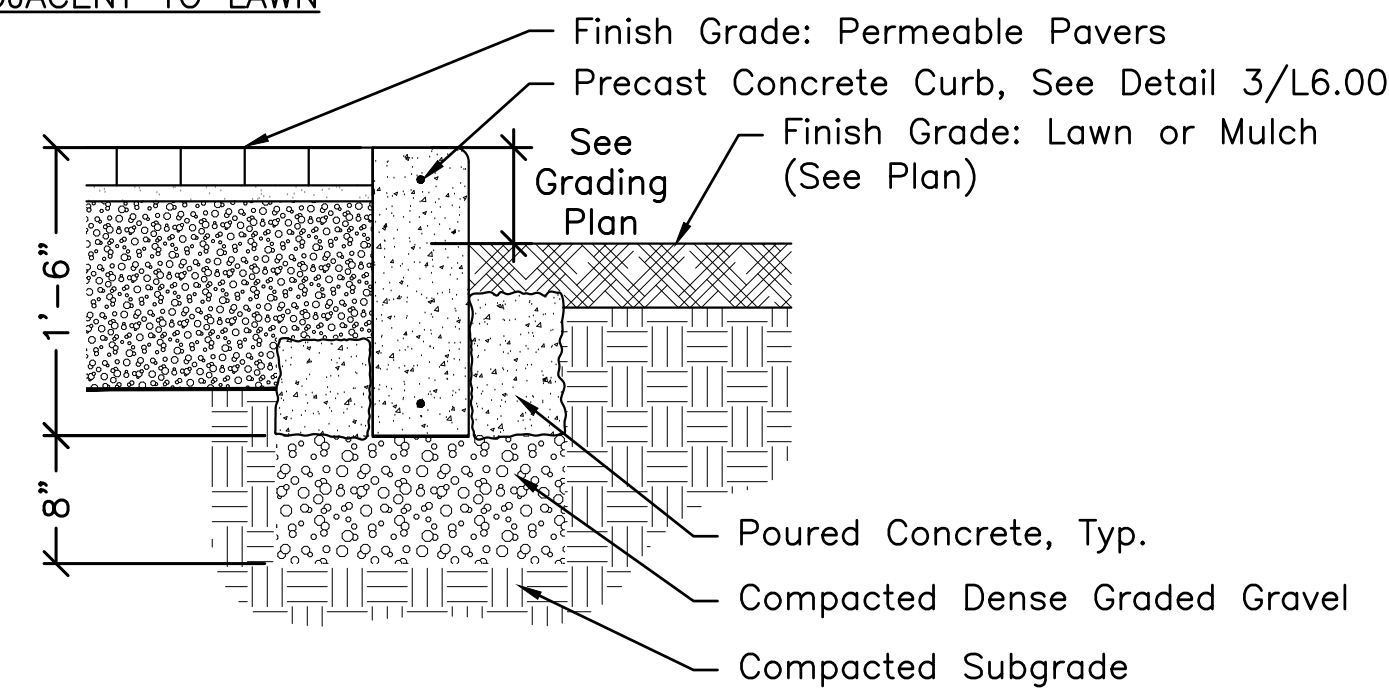 ADJACENT TO LAWN
Finish Grade: Permeable Pavers
Precast Concrete Curb, See Detail 3/L6.00
Finish Grade: Lawn or Mulch
(See Plan)
See
Grading
Plan
1'-6"
8"
Poured Concrete, Typ.
Compacted Dense Graded Gravel
Compacted Subgrade